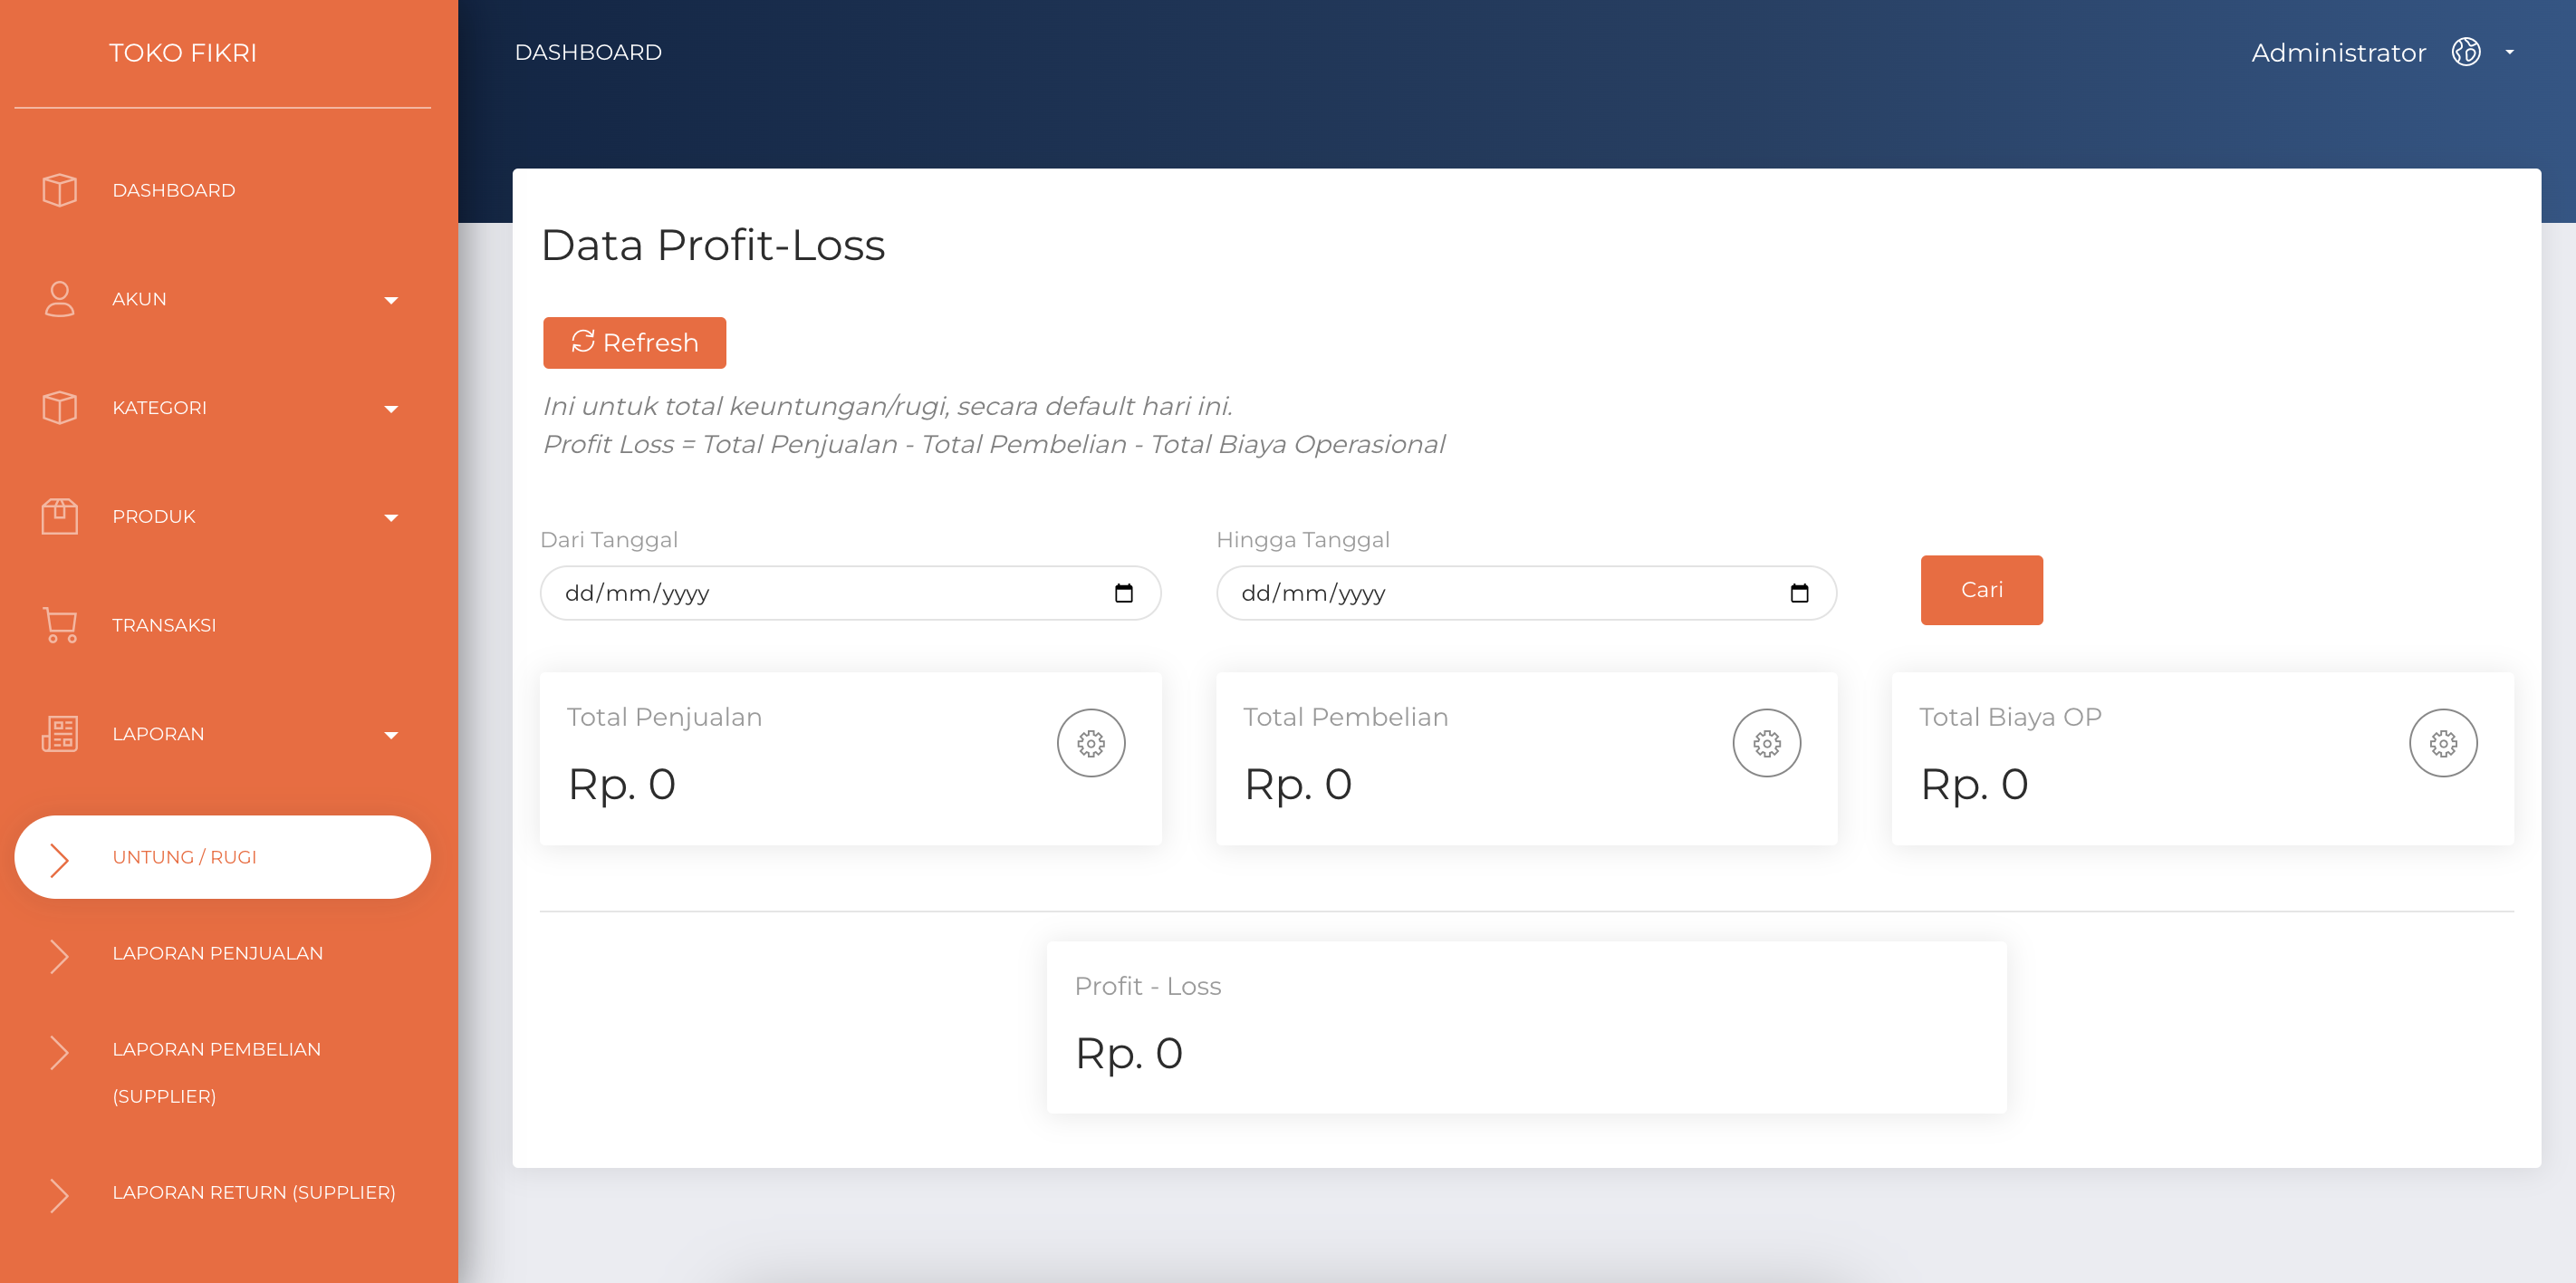 TOKO FIKRI
DASHBOARD
AKUN
KATEGORI
PRODUK
TRANSAKSI
LAPORAN
UNTUNG / RUGI
LAPORAN PENJUALAN
LAPORAN PEMBELIAN
(SUPPLIER)
LAPORAN RETURN (SUPPLIER)
DASHBOARD
Administrator
Data Profit-Loss
Refresh
Ini untuk total keuntungan/rugi, secara default hari ini.
Profit Loss = Total Penjualan - Total Pembelian - Total Biaya Operasional
Dari Tanggal
dd/mm/yyyy
Hingga Tanggal
dd/mm/yyyy
Cari
Total Penjualan
Rp. 0
Total Pembelian
Rp. 0
Total Biaya OP
Rp. 0
Profit - Loss
Rp. 0